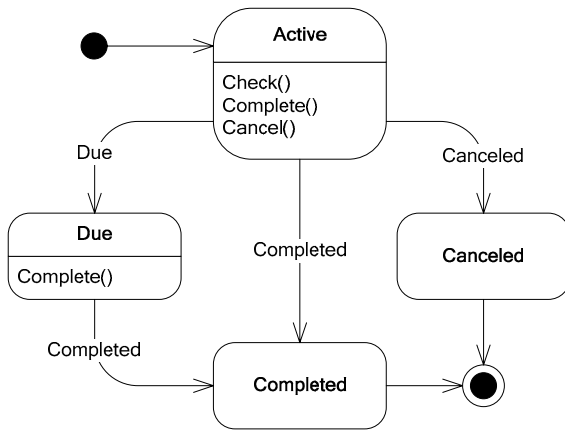 Active
Check()
Complete()
Cancel()
Due
Canceled
Due
Complete()
Completed
Canceled
Completed
Completed